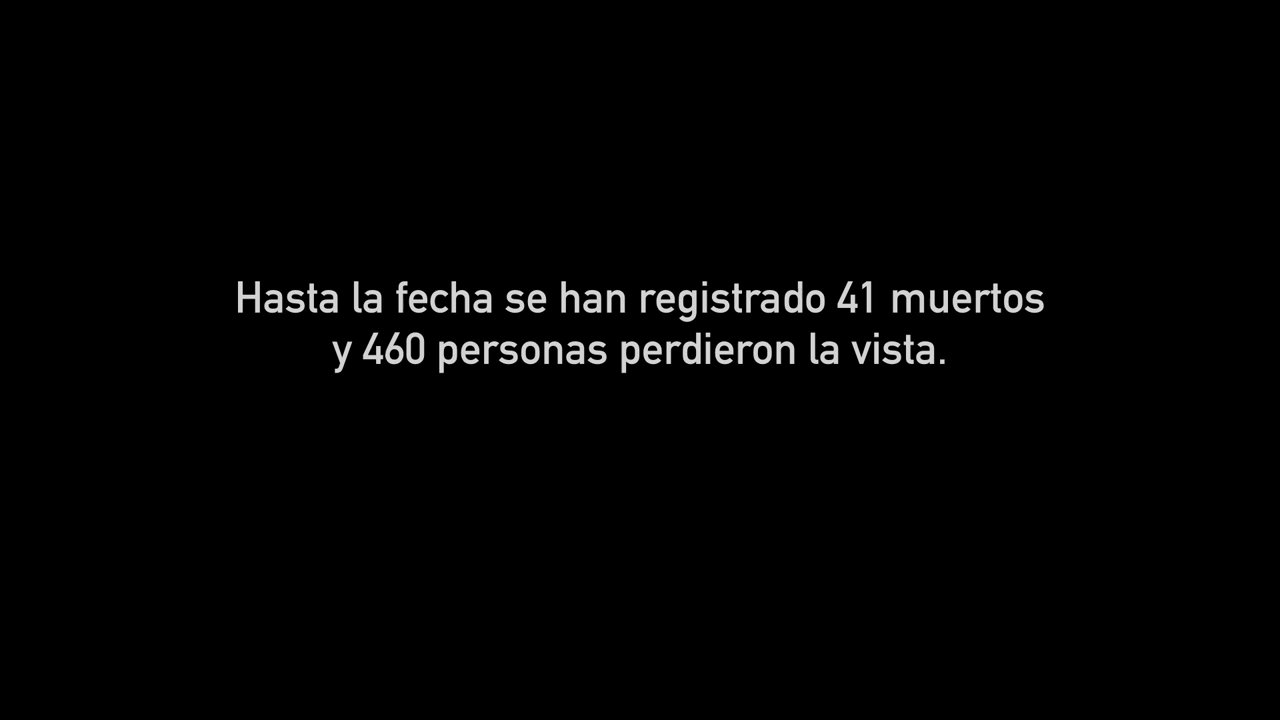 Hasta la fecha se han registrado 41 muertos
y 460 personas perdieron la vista.